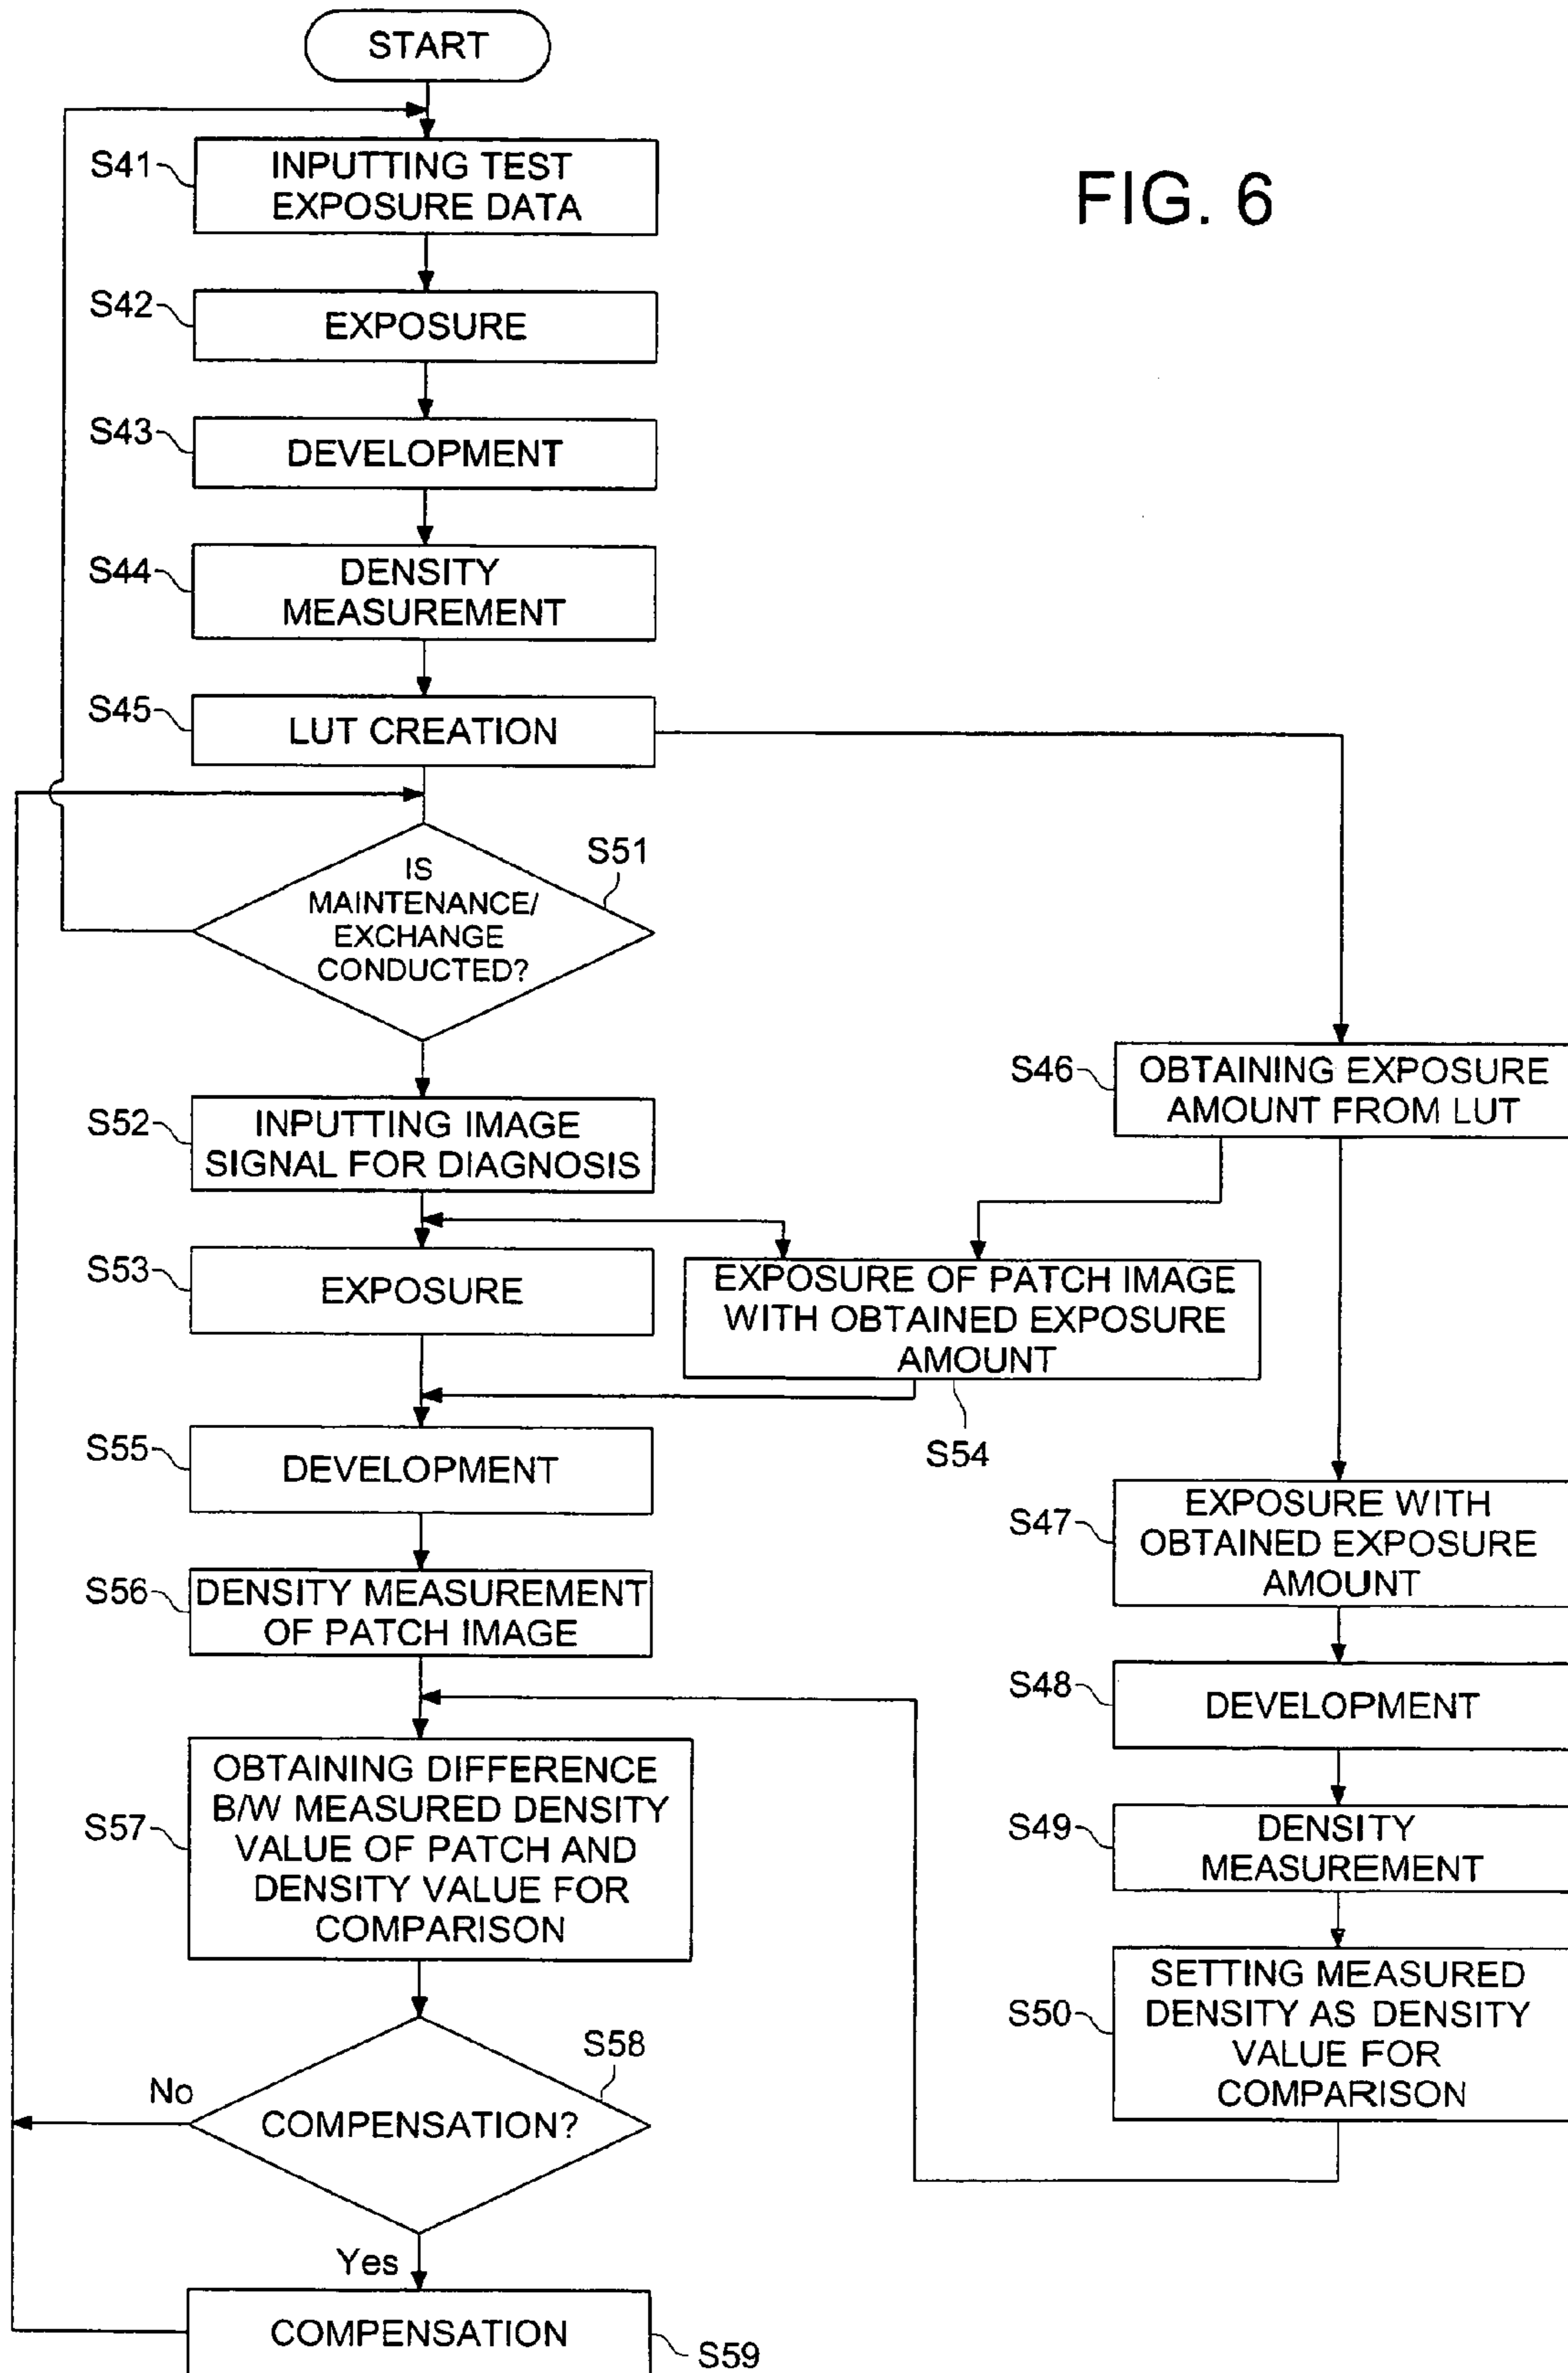 START
FIG. 6
S41
INPUTTING TEST
EXPOSURE DATA
S42
EXPOSURE
S43
DEVELOPMENT
S44
DENSITY
MEASUREMENT
S45
LUT CREATION
S51
IS
MAINTENANCE/
EXCHANGE
CONDUCTED?
S46
OBTAINING EXPOSURE
AMOUNT FROM LUT
S52
INPUTTING IMAGE
SIGNAL FOR DIAGNOSIS
S53
EXPOSURE
EXPOSURE OF PATCH IMAGE
WITH OBTAINED EXPOSURE
AMOUNT
S54
S55
DEVELOPMENT
S47
EXPOSURE WITH
OBTAINED EXPOSURE
AMOUNT
S56
DENSITY MEASUREMENT
OF PATCH IMAGE
S48
DEVELOPMENT
S57
OBTAINING DIFFERENCE
B/W MEASURED DENSITY
VALUE OF PATCH AND
DENSITY VALUE FOR
COMPARISON
S49
DENSITY
MEASUREMENT
S50
SETTING MEASURED
DENSITY AS DENSITY
VALUE FOR
COMPARISON
S58
No
COMPENSATION?
Yes
COMPENSATION
S59